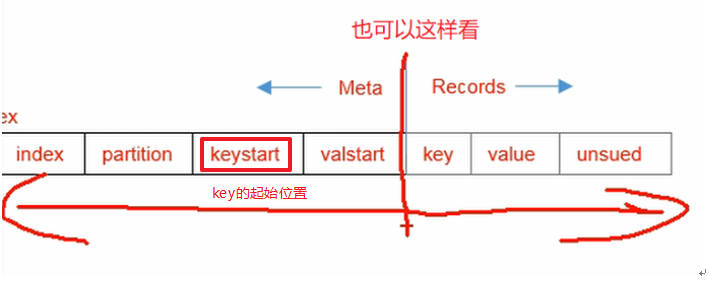 也可以这样看
Meta Records
ex
index partition keystart valstart key value unsued
key的起始位置